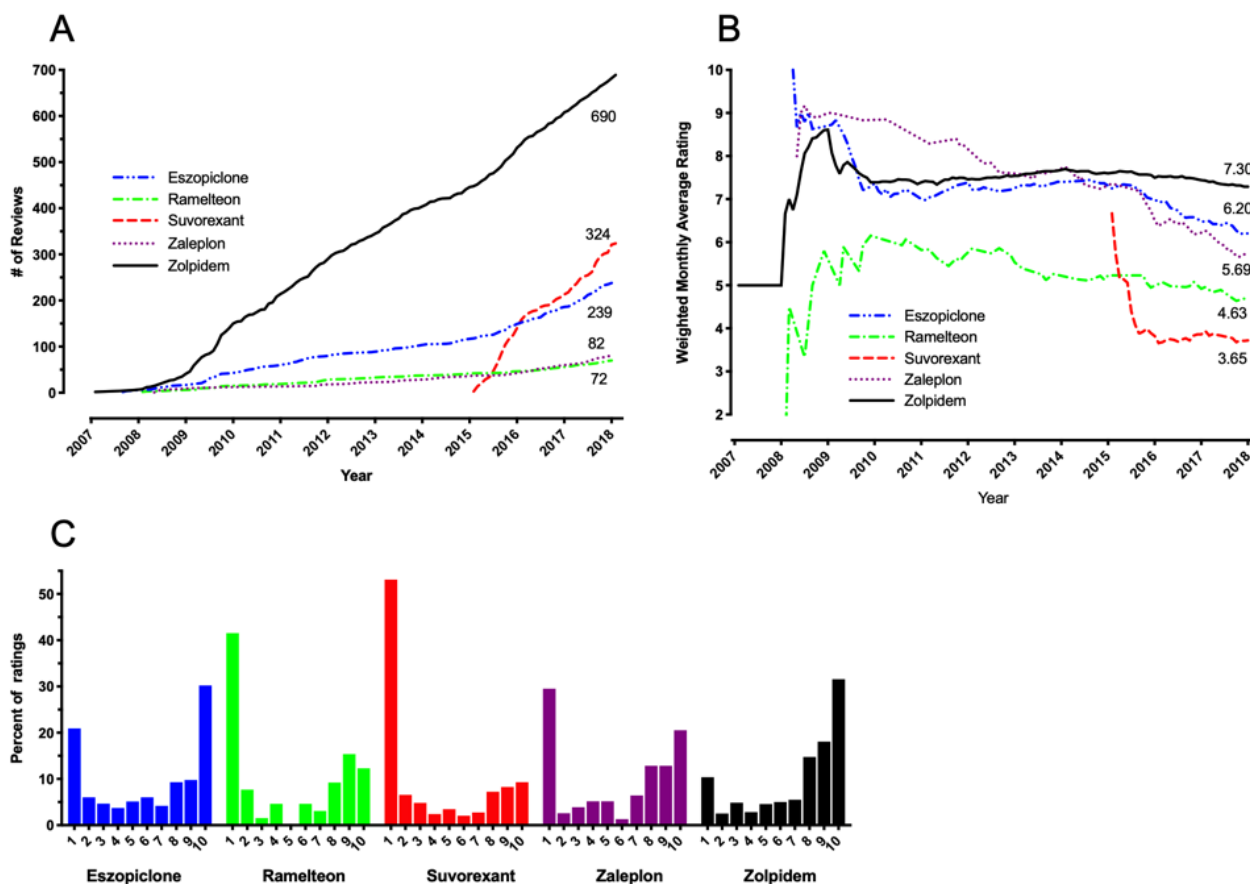 A
700
600
500
400
300
200
100
0
# of Reviews
Eszopiclone
Ramelteon
Suvorexant
Zaleplon
Zolpidem
690
324
239
82
72
2007 2008 2009 2010 2011 2012 2013 2014 2015 2016 2017 2018
Year
B
10
9
8
7
6
5
4
3
2
Weighted Monthly Average Rating
7.30
6.20
5.69
4.63
3.65
Eszopiclone
Ramelteon
Suvorexant
Zaleplon
Zolpidem
2007 2008 2009 2010 2011 2012 2013 2014 2015 2016 2017 2018
Year
C
50
40
30
20
10
0
Percent of ratings
1 2 3 4 5 6 7 8 9 10 1 2 3 4 5 6 7 8 9 10 1 2 3 4 5 6 7 8 9 10 1 2 3 4 5 6 7 8 9 10 1 2 3 4 5 6 7 8 9 10
Eszopiclone Ramelteon Suvorexant Zaleplon Zolpidem